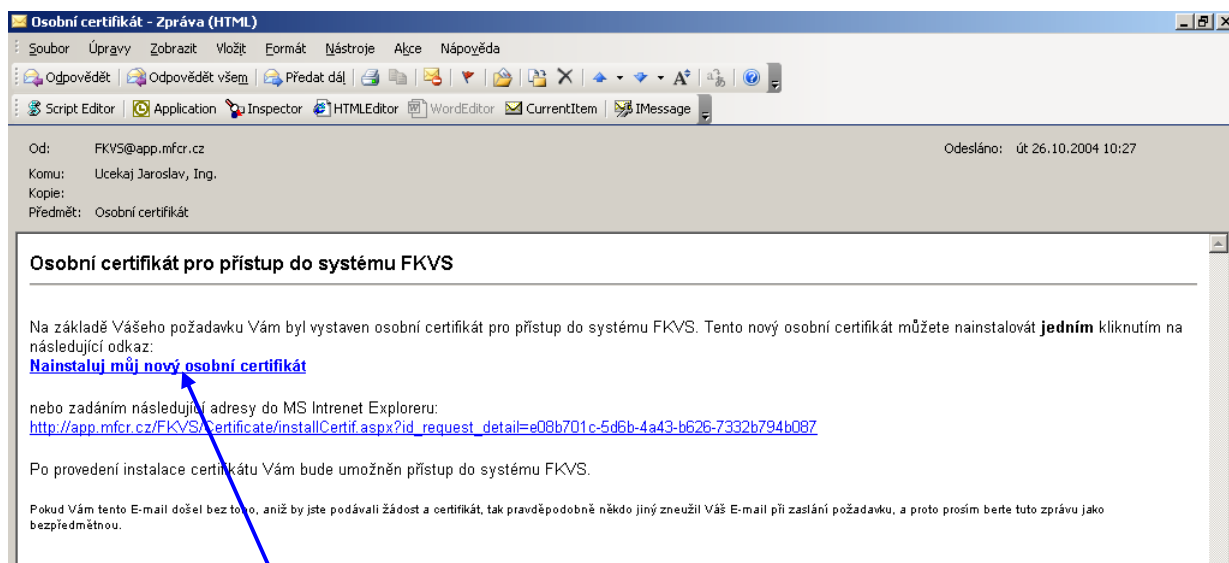 Osobní certifikát - Zpráva (HTML)
Soubor Úpravy Zobrazit Vložit Formát Nástroje Akce Nápověda
Odpovědět Odpovědět všem Předat dál
Script Editor Application Inspector HTMLEditor WordEditor CurrentItem IMessage
Od: FKVS@app.mfcr.cz Odesláno: út 26.10.2004 10:27
Komu: Ucekaj Jaroslav, Ing.
Kopie:
Předmět: Osobní certifikát
Osobní certifikát pro přístup do systému FKVS
Na základě Vášeho požadavku Vám byl vystaven osobní certifikát pro přístup do systému FKVS. Tento nový osobní certifikát můžete nainstalovát jedním kliknutím na
následující odkaz:
Nainstaluj můj nový osobní certifikát
nebo zadáním následující adresy do MS Intrenet Exploreru:
http://app.mfcr.cz/FKVS/Certificate/installCertif.aspx?id_request_detail=e08b701c-5d6b-4a43-b626-7332b794b087
Po provedení instalace certifikátu Vám bude umožněn přístup do systému FKVS.
Pokud Vám tento E-mail došel bez toho, aniž by jste podávali žádost a certifikát, tak pravděpodobně někdo jiný zneužil Váš E-mail při zaslání požadavku, a proto prosím berte tuto zprávu jako
bezpředmětnou.